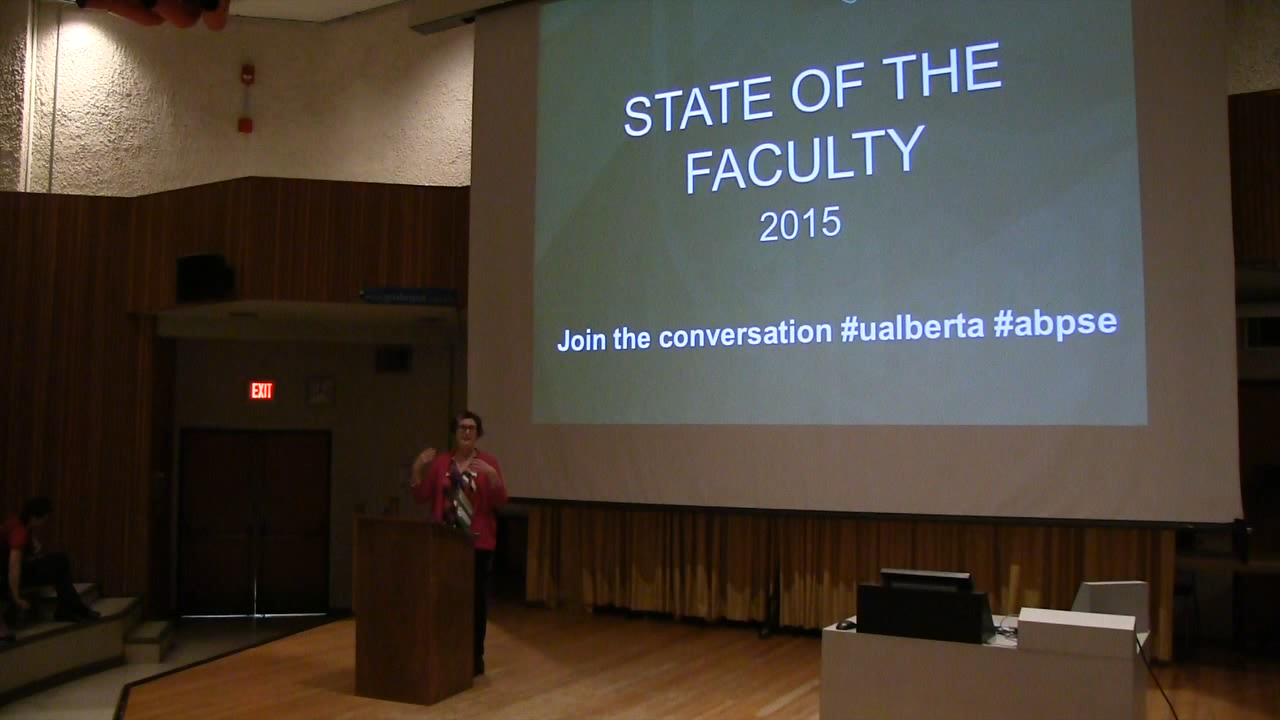 STATE OF THE
FACULTY
2015
Join the conversation #ualberta #abpse
EXIT